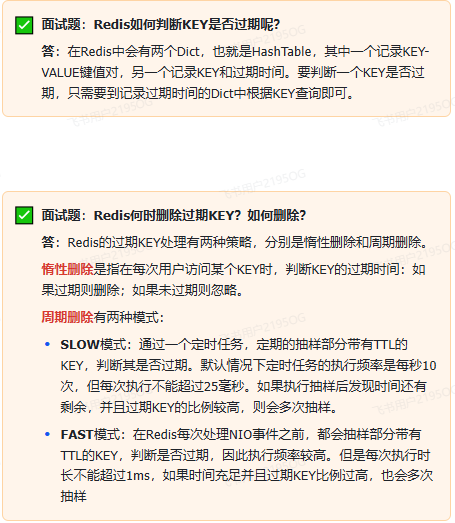 面试题：Redis如何判断KEY是否过期呢？
答：在Redis中会有两个Dict，也就是HashTable，其中一个记录KEY-
VALUE键值对，另一个记录KEY和过期时间。要判断一个KEY是否过
期，只需要到记录过期时间的Dict中根据KEY查询即可。
面试题：Redis何时删除过期KEY？如何删除？
答：Redis的过期KEY处理有两种策略，分别是惰性删除和周期删除。
惰性删除是指在每次用户访问某个KEY时，判断KEY的过期时间：如
果过期则删除；如果未过期则忽略。
周期删除有两种模式：
• SLOW模式：通过一个定时任务，定期的抽样部分带有TTL的
KEY，判断其是否过期。默认情况下定时任务的执行频率是每秒10
次，但每次执行不能超过25毫秒。如果执行抽样后发现时间还有
剩余，并且过期KEY的比例较高，则会多次抽样。
• FAST模式：在Redis每次处理NIO事件之前，都会抽样部分带有
TTL的KEY，判断是否过期，因此执行频率较高。但是每次执行时
长不能超过1ms，如果时间充足并且过期KEY比例过高，也会多次
抽样